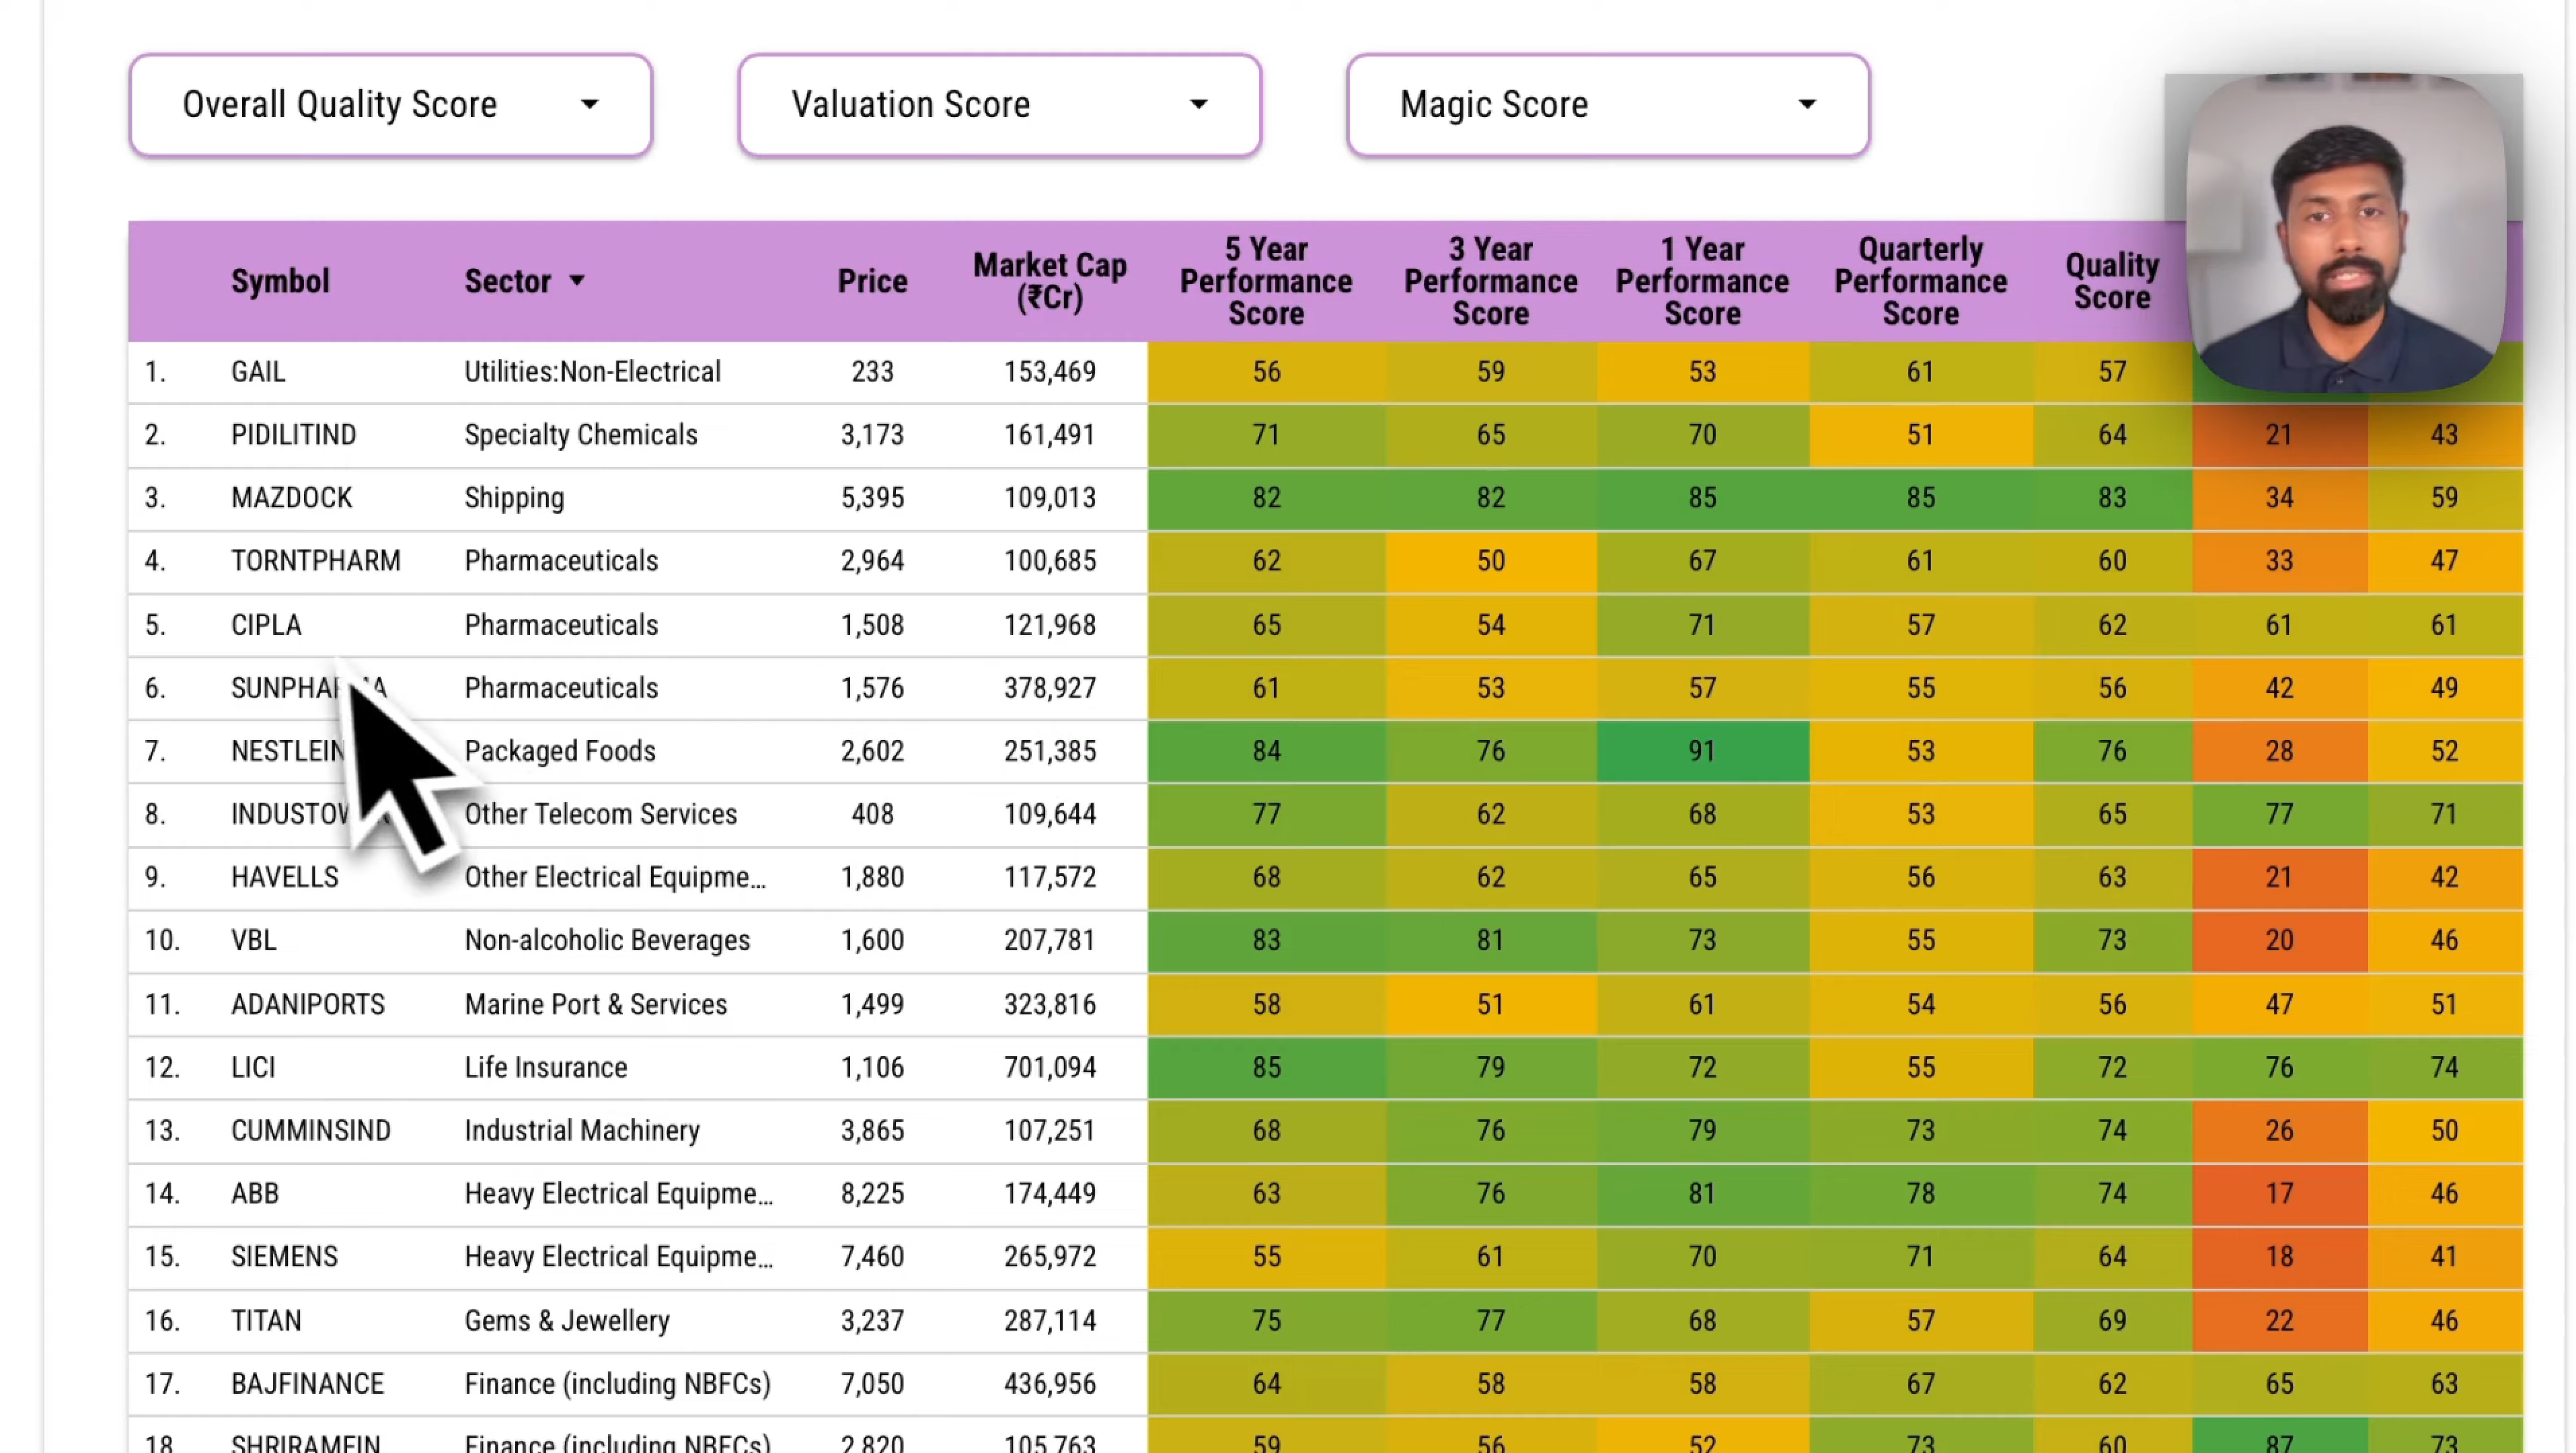 Overall Quality Score
Valuation Score
Magic Score
Symbol Sector Price Market Cap (₹Cr) 5 Year Performance Score 3 Year Performance Score 1 Year Performance Score Quarterly Performance Score Quality Score
1. GAIL Utilities:Non-Electrical 233 153,469 56 59 53 61 57
2. PIDILITIND Specialty Chemicals 3,173 161,491 71 65 70 51 64 21 43
3. MAZDOCK Shipping 5,395 109,013 82 82 85 85 83 34 59
4. TORNTPHARM Pharmaceuticals 2,964 100,685 62 50 67 61 60 33 47
5. CIPLA Pharmaceuticals 1,508 121,968 65 54 71 57 62 61 61
6. SUNPHARMA Pharmaceuticals 1,576 378,927 61 53 57 55 56 42 49
7. NESTLEIN Packaged Foods 2,602 251,385 84 76 91 53 76 28 52
8. Other Telecom Services 408 109,644 77 62 68 53 65 77 71
9. HAVELLS Other Electrical Equipme... 1,880 117,572 68 62 65 56 63 21 42
10. VBL Non-alcoholic Beverages 1,600 207,781 83 81 73 55 73 20 46
11. ADANIPORTS Marine Port & Services 1,499 323,816 58 51 61 54 56 47 51
12. LICI Life Insurance 1,106 701,094 85 79 72 55 72 76 74
13. CUMMINSIND Industrial Machinery 3,865 107,251 68 76 79 73 74 26 50
14. ABB Heavy Electrical Equipme... 8,225 174,449 63 76 81 78 74 17 46
15. SIEMENS Heavy Electrical Equipme... 7,460 265,972 55 61 70 71 64 18 41
16. TITAN Gems & Jewellery 3,237 287,114 75 77 68 57 69 22 46
17. BAJFINANCE Finance (including NBFCs) 7,050 436,956 64 58 58 67 62 65 63
18. SHRIRAMFIN Finance (including NBFCs) 2,820 105,763 59 56 52 73 60 87 73